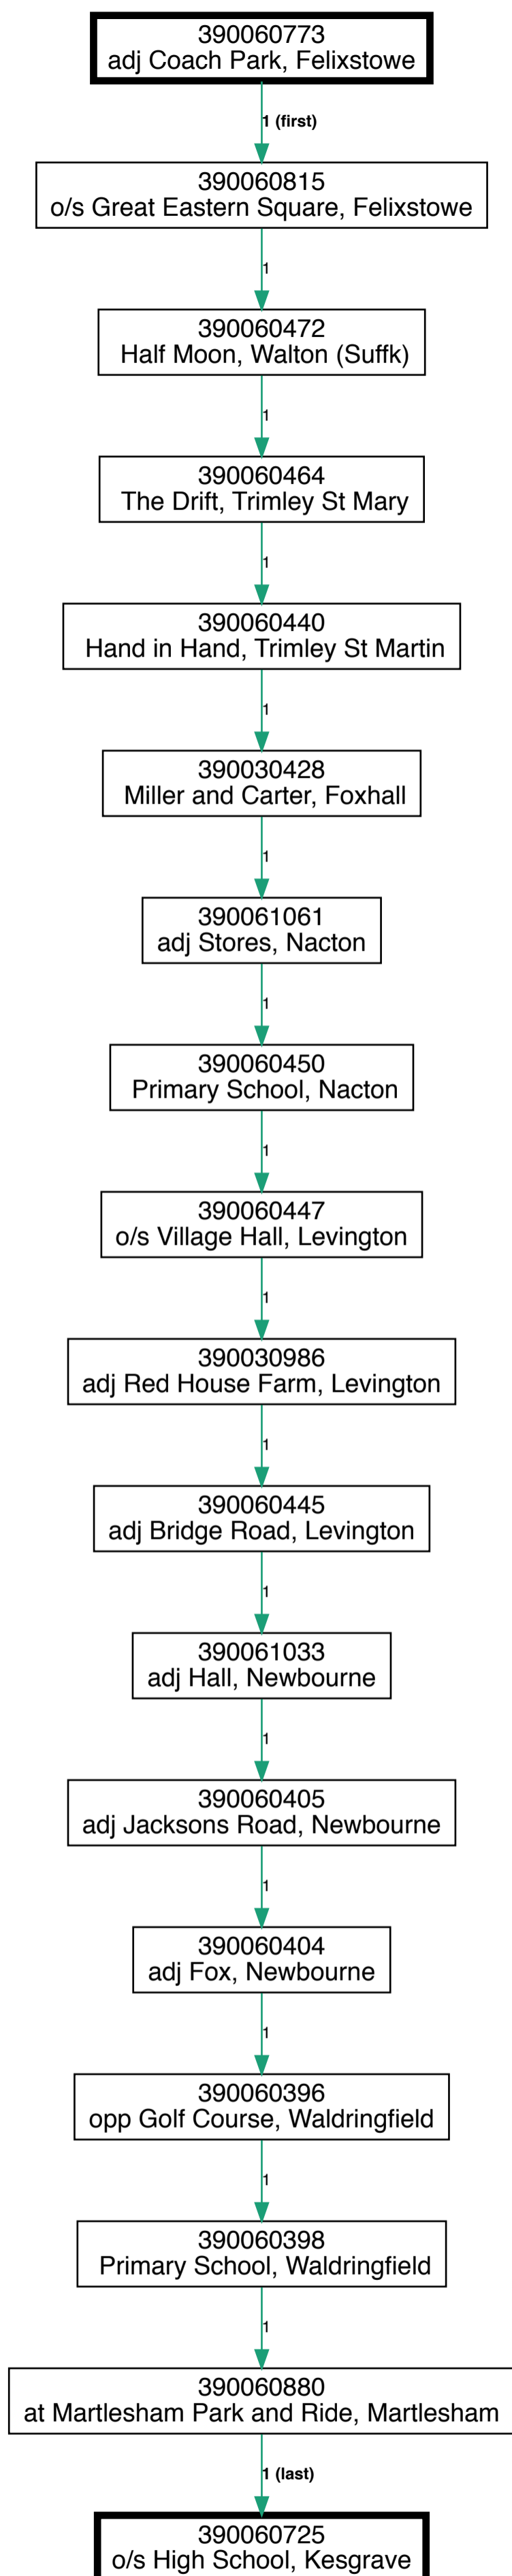 390060773
adj Coach Park, Felixstowe
1 (first)
390060815
o/s Great Eastern Square, Felixstowe
1
390060472
Half Moon, Walton (Suffk)
1
390060464
The Drift, Trimley St Mary
1
390060440
Hand in Hand, Trimley St Martin
1
390030428
Miller and Carter, Foxhall
1
390061061
adj Stores, Nacton
1
390060450
Primary School, Nacton
1
390060447
o/s Village Hall, Levington
1
390030986
adj Red House Farm, Levington
1
390060445
adj Bridge Road, Levington
1
390061033
adj Hall, Newbourne
1
390060405
adj Jacksons Road, Newbourne
1
390060404
adj Fox, Newbourne
1
390060396
opp Golf Course, Waldringfield
1
390060398
Primary School, Waldringfield
1
390060880
at Martlesham Park and Ride, Martlesham
1 (last)
390060725
o/s High School, Kesgrave